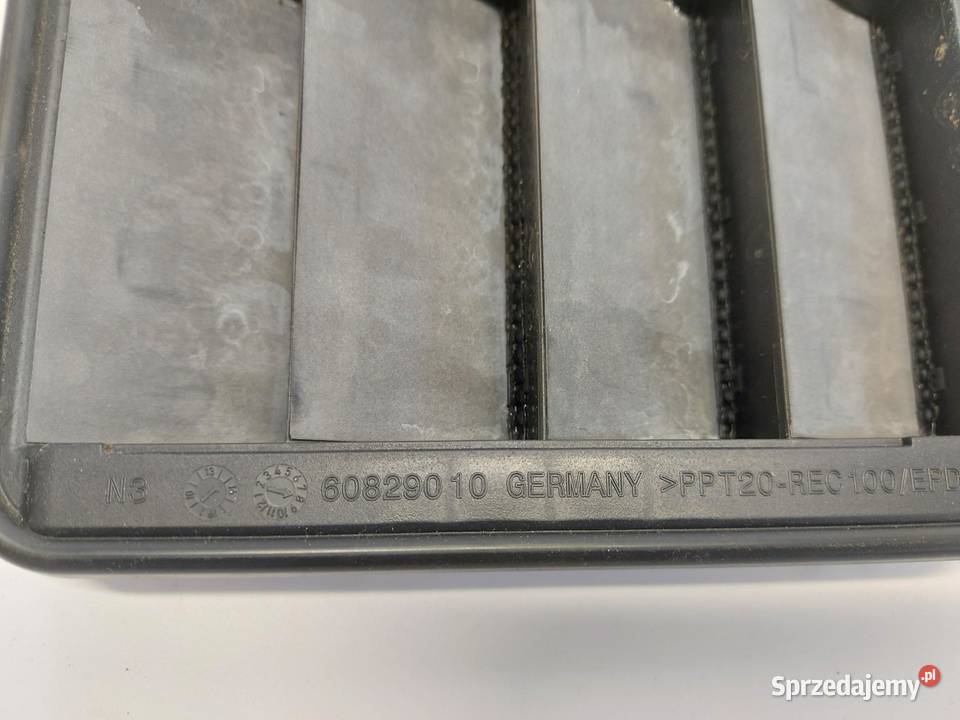 N3 60829010 GERMANY >PPT20-REC100/EPD
Sprzedajemy.pl